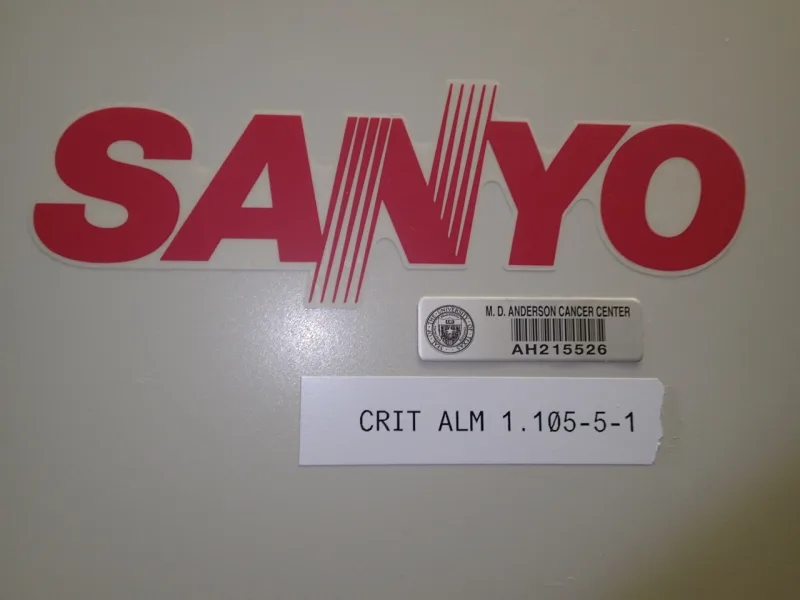 SANYO
M. D. ANDERSON CANCER CENTER
AH215526
CRIT ALM 1.105-5-1